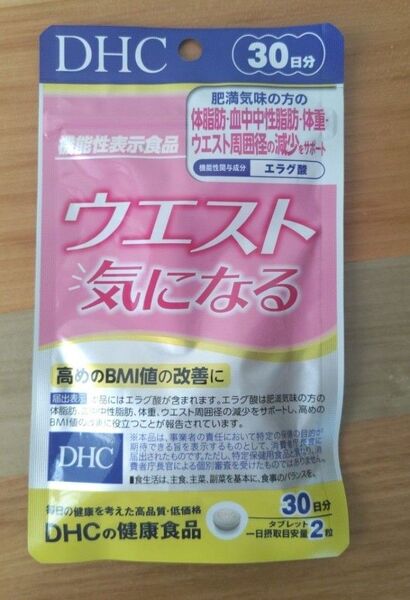 DHC
30日分
肥満気味の方の
体脂肪・血中中性脂肪・体重・
ウエスト周囲径の減少をサポート
機能性関与成分 エラグ酸
機能性表示食品
ウエスト
気になる
高めのBMI値の改善に
届出表示 本品にはエラグ酸が含まれます。エラグ酸は肥満気味の方の
体脂肪、血中中性脂肪、体重、ウエスト周囲径の減少をサポートし、高めの
BMI値の改善に役立つことが報告されています。
DHC
※本品は、事業者の責任において特定の保健の目的が
期待できる旨を表示するものとして、消費者庁長官に
届出されたものです。ただし、特定保健用食品と異なり、消
費者庁長官による個別審査を受けたものではありません。
■食生活は、主食、主菜、副菜を基本に、食事のバランスを。
毎日の健康を考えた高品質・低価格
DHCの健康食品
30日分
タブレット
一日摂取目安量 2粒